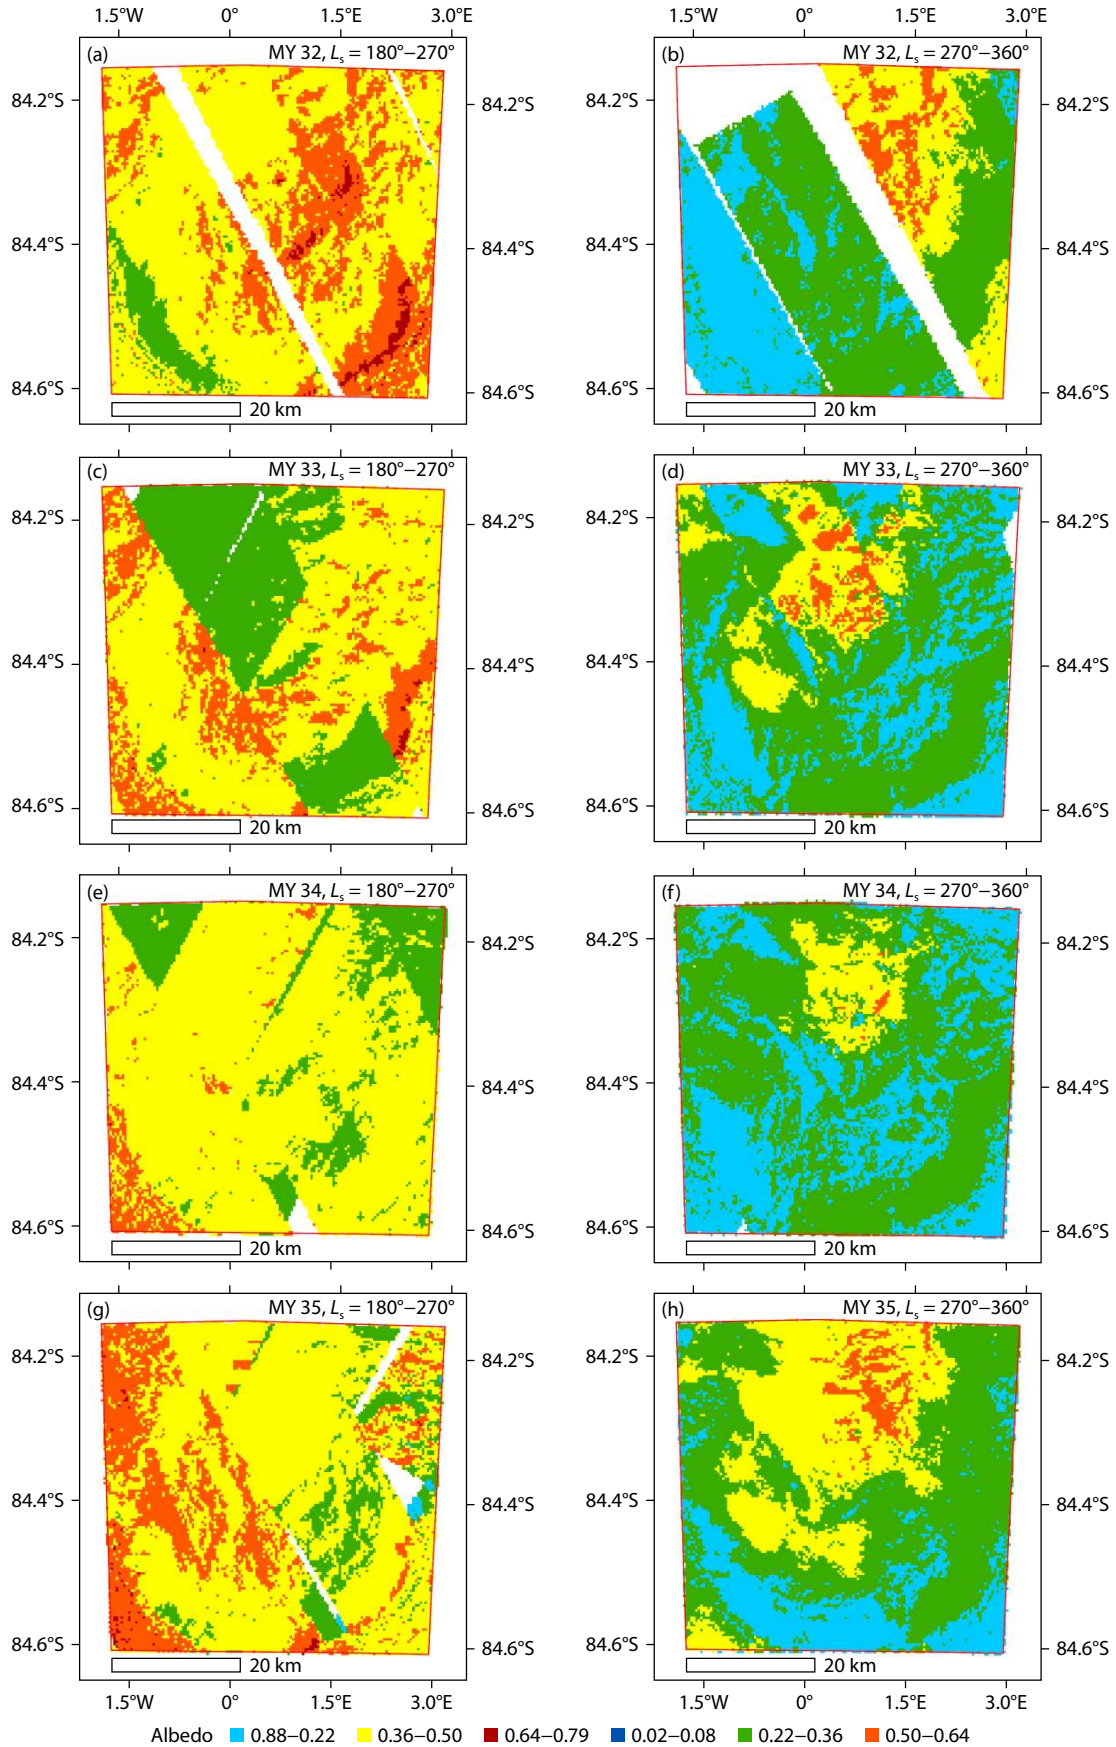 1.5°W 0° 1.5°E 3.0°E 1.5°W 0° 1.5°E 3.0°E
(a) MY 32, Ls = 180°−270° (b) MY 32, Ls = 270°−360°
84.2°S 84.2°S 84.2°S 84.2°S
84.4°S 84.4°S 84.4°S 84.4°S
84.6°S 84.6°S 84.6°S 84.6°S
20 km 20 km
(c) MY 33, Ls = 180°−270° (d) MY 33, Ls = 270°−360°
84.2°S 84.2°S 84.2°S 84.2°S
84.4°S 84.4°S 84.4°S 84.4°S
84.6°S 84.6°S 84.6°S 84.6°S
20 km 20 km
(e) MY 34, Ls = 180°−270° (f) MY 34, Ls = 270°−360°
84.2°S 84.2°S 84.2°S 84.2°S
84.4°S 84.4°S 84.4°S 84.4°S
84.6°S 84.6°S 84.6°S 84.6°S
20 km 20 km
(g) MY 35, Ls = 180°−270° (h) MY 35, Ls = 270°−360°
84.2°S 84.2°S 84.2°S 84.2°S
84.4°S 84.4°S 84.4°S 84.4°S
84.6°S 84.6°S 84.6°S 84.6°S
20 km 20 km
1.5°W 0° 1.5°E 3.0°E 1.5°W 0° 1.5°E 3.0°E
Albedo 0.88−0.22 0.36−0.50 0.64−0.79 0.02−0.08 0.22−0.36 0.50−0.64